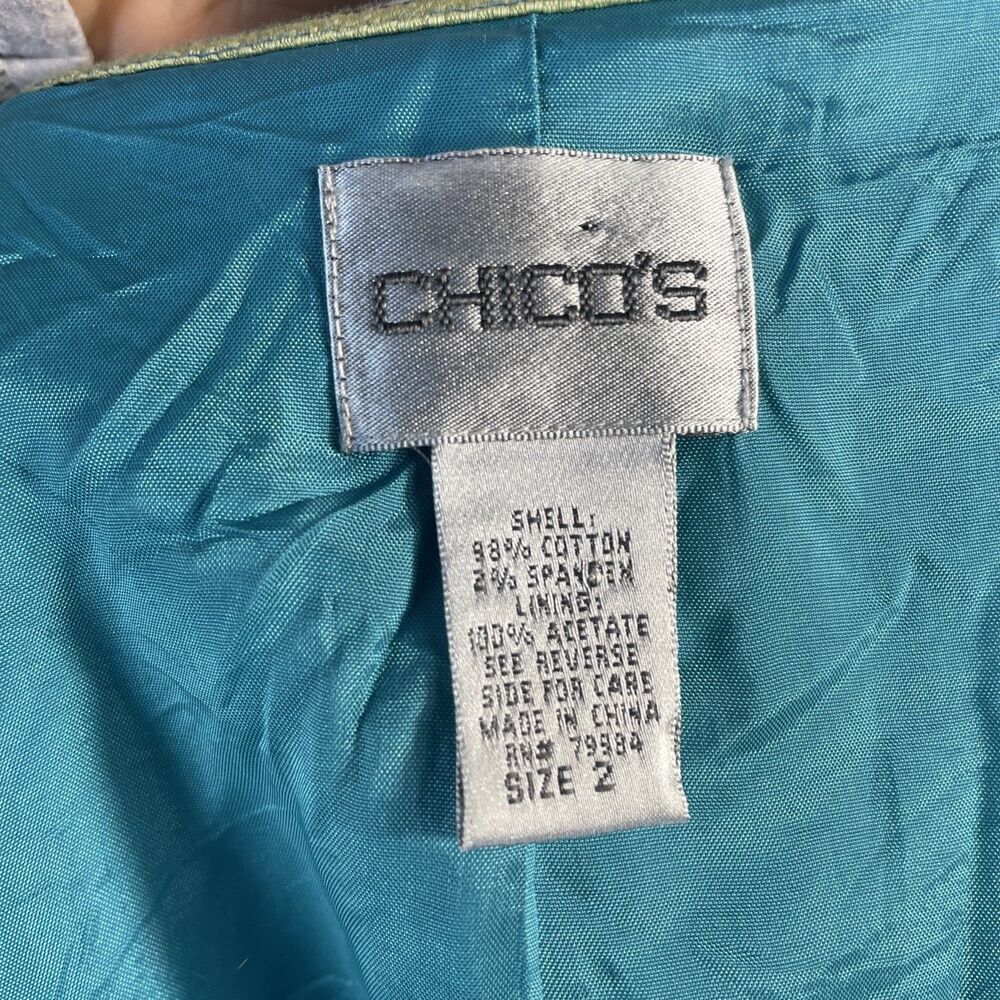 CHICO'S
SHELL:
98% COTTON
2% SPANDEX
LINING:
100% ACETATE
SEE REVERSE
SIDE FOR CARE
MADE IN CHINA
RN# 79984
SIZE 2